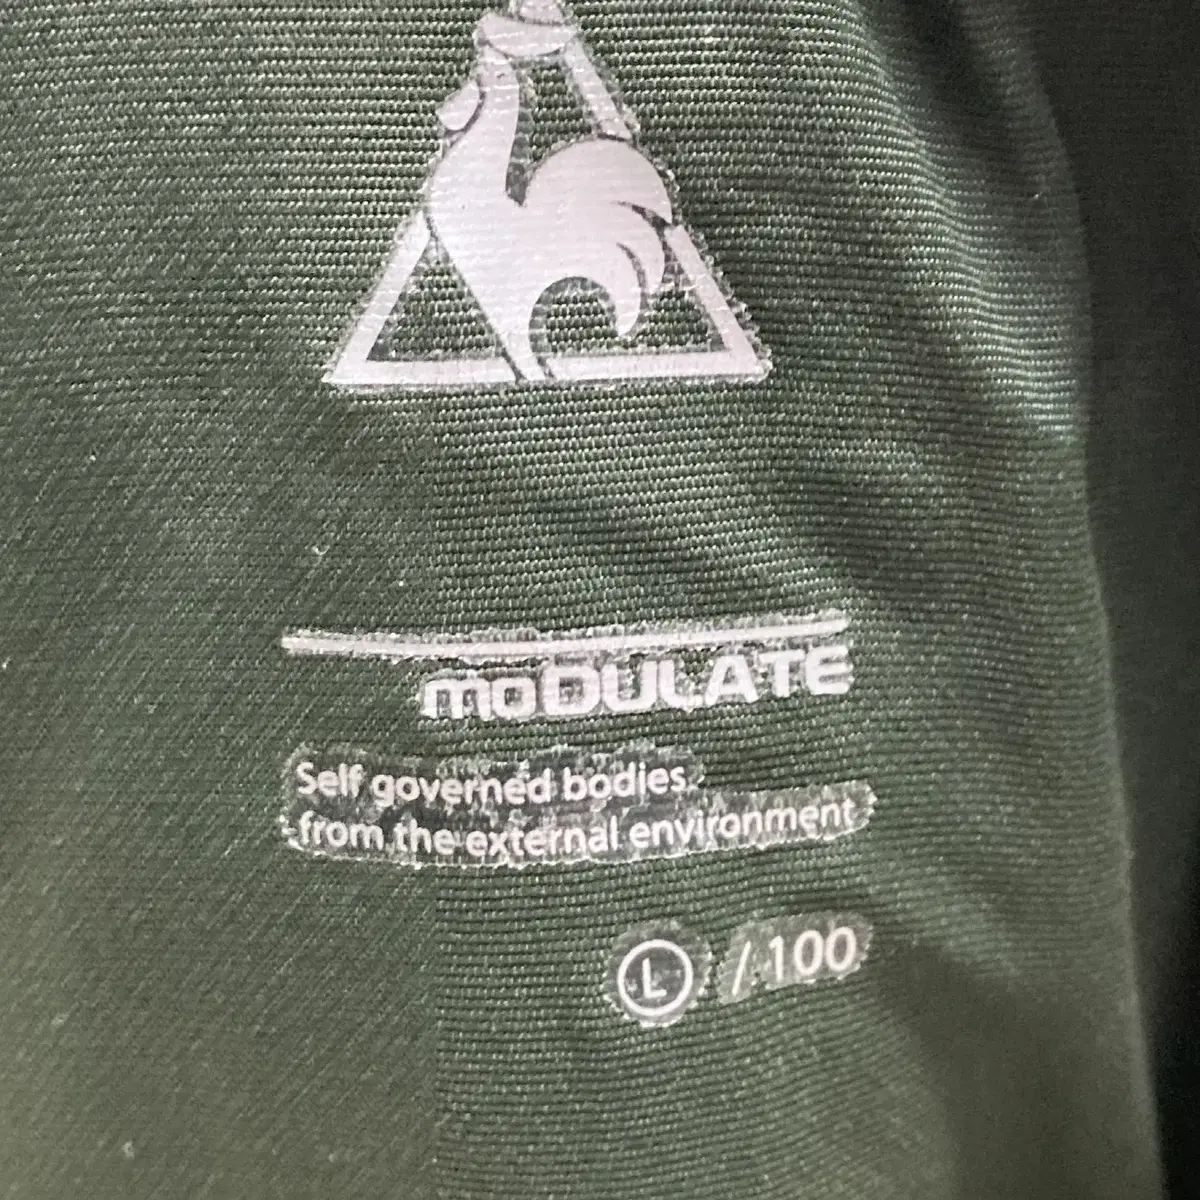 moDULATE
Self governed bodies
from the external environment
L / 100